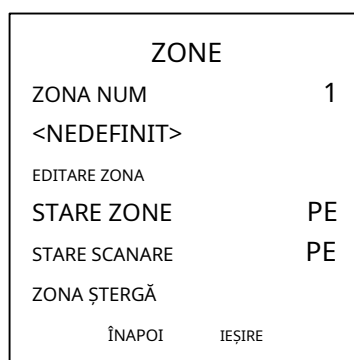 ZONE
ZONA NUM 1
<NEDEFINIT>
EDITARE ZONA
STARE ZONE PE
STARE SCANARE PE
ZONA ȘTERGĂ
ÎNAPOI IEȘIRE